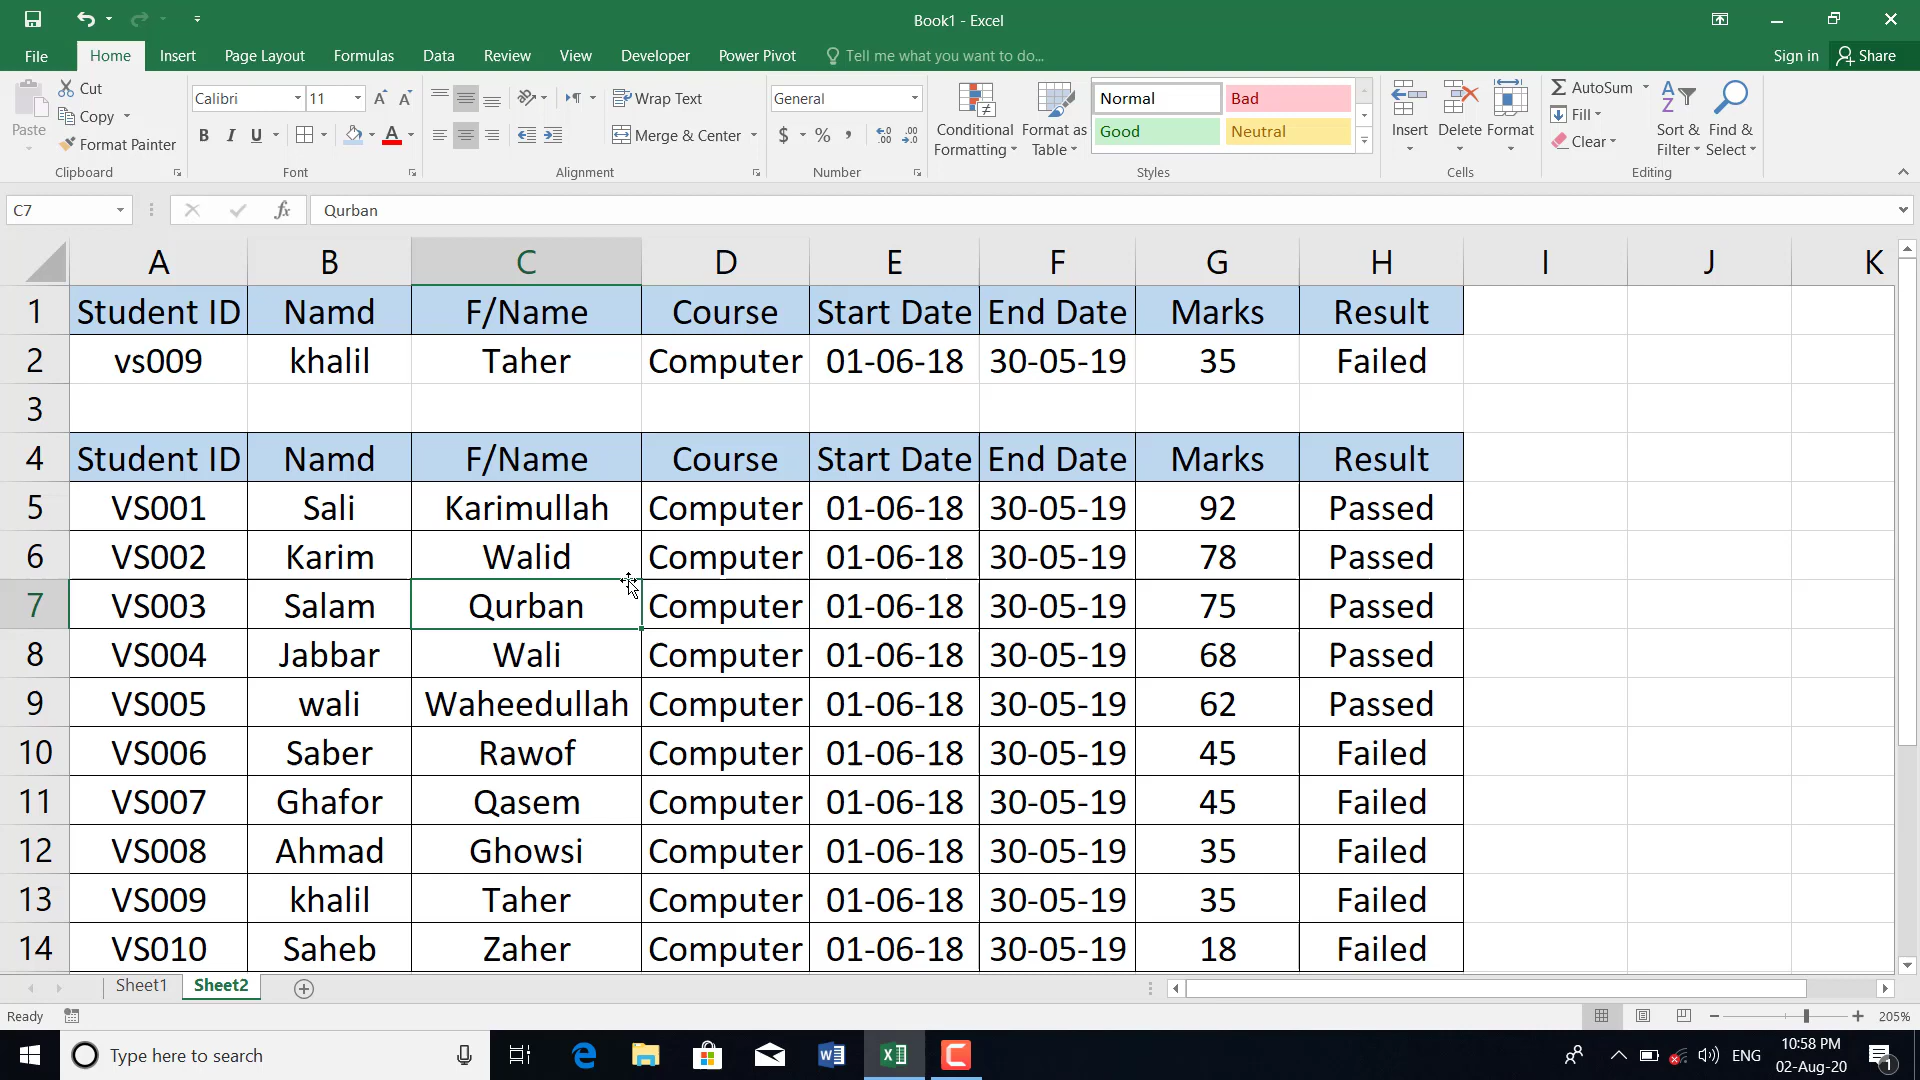 Book1 - Excel
File Home Insert Page Layout Formulas Data Review View Developer Power Pivot Tell me what you want to do... Sign in Share
Paste
Cut
Copy
Format Painter
Clipboard
Calibri 11
B I U
Font
Wrap Text
Merge & Center
Alignment
General
$ % ,
Number
Conditional Formatting
Format as Table
Normal Bad
Good Neutral
Styles
Insert Delete Format
Cells
AutoSum
Fill
Clear
Sort & Filter
Find & Select
Editing
C7 fx Qurban
A B C D E F G H I J K
1 Student ID Namd F/Name Course Start Date End Date Marks Result
2 vs009 khalil Taher Computer 01-06-18 30-05-19 35 Failed
3
4 Student ID Namd F/Name Course Start Date End Date Marks Result
5 VS001 Sali Karimullah Computer 01-06-18 30-05-19 92 Passed
6 VS002 Karim Walid Computer 01-06-18 30-05-19 78 Passed
7 VS003 Salam Qurban Computer 01-06-18 30-05-19 75 Passed
8 VS004 Jabbar Wali Computer 01-06-18 30-05-19 68 Passed
9 VS005 wali Waheedullah Computer 01-06-18 30-05-19 62 Passed
10 VS006 Saber Rawof Computer 01-06-18 30-05-19 45 Failed
11 VS007 Ghafor Qasem Computer 01-06-18 30-05-19 45 Failed
12 VS008 Ahmad Ghowsi Computer 01-06-18 30-05-19 35 Failed
13 VS009 khalil Taher Computer 01-06-18 30-05-19 35 Failed
14 VS010 Saheb Zaher Computer 01-06-18 30-05-19 18 Failed
Sheet1 Sheet2
Ready 205%
Type here to search
ENG
10:58 PM
02-Aug-20
1